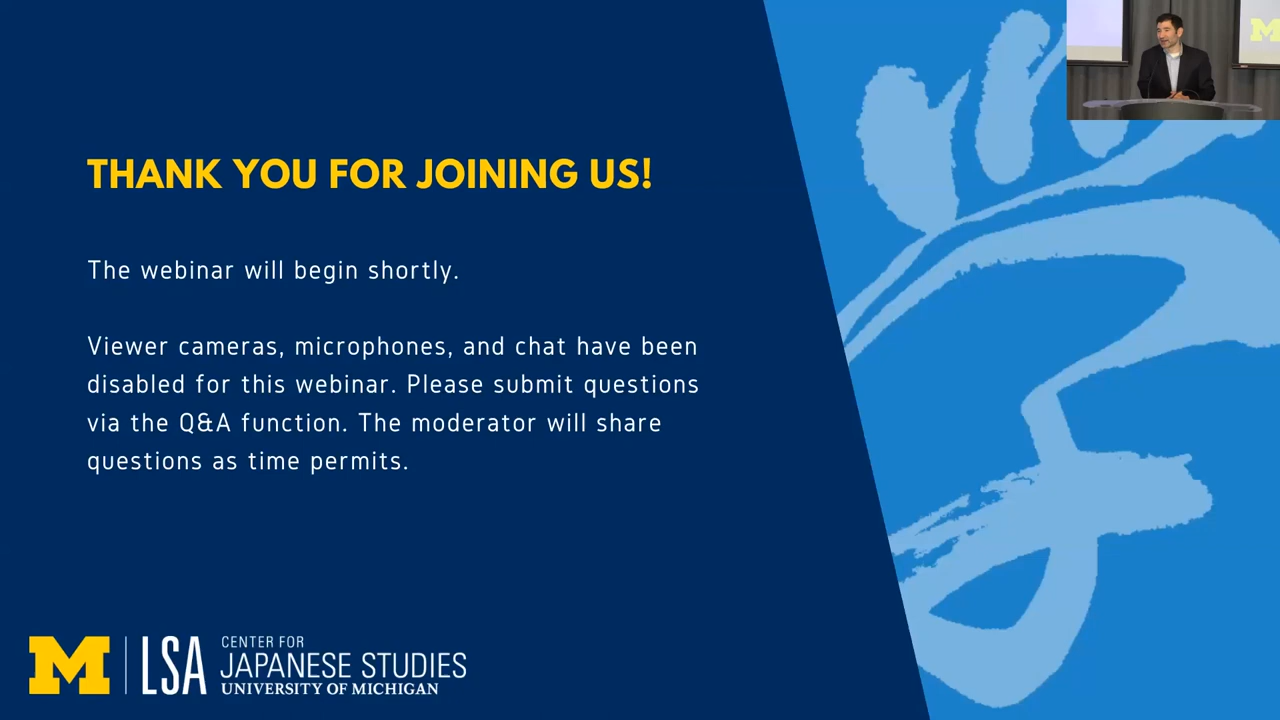 THANK YOU FOR JOINING US!
The webinar will begin shortly.
Viewer cameras, microphones, and chat have been
disabled for this webinar. Please submit questions
via the Q&A function. The moderator will share
questions as time permits.
M
M | LSA CENTER FOR
JAPANESE STUDIES
UNIVERSITY OF MICHIGAN
学